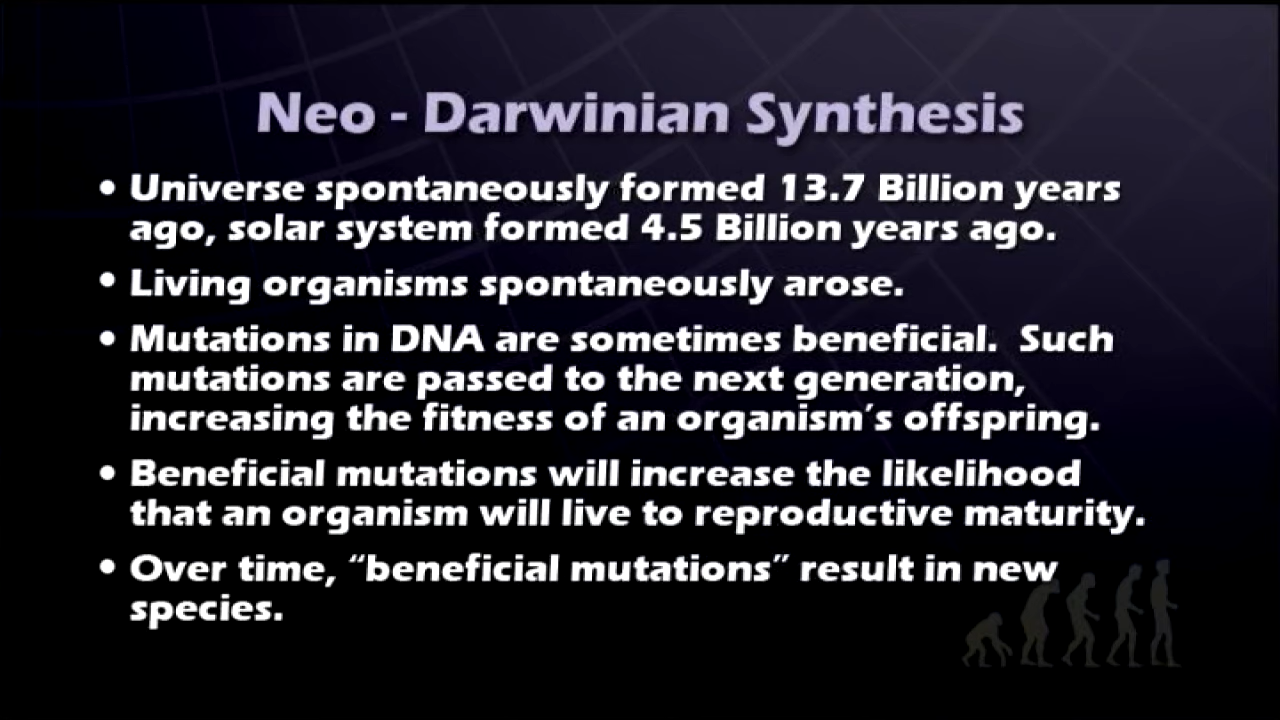 Neo - Darwinian Synthesis
• Universe spontaneously formed 13.7 Billion years
ago, solar system formed 4.5 Billion years ago.
• Living organisms spontaneously arose.
• Mutations in DNA are sometimes beneficial.  Such
mutations are passed to the next generation,
increasing the fitness of an organism’s offspring.
• Beneficial mutations will increase the likelihood
that an organism will live to reproductive maturity.
• Over time, “beneficial mutations” result in new
species.